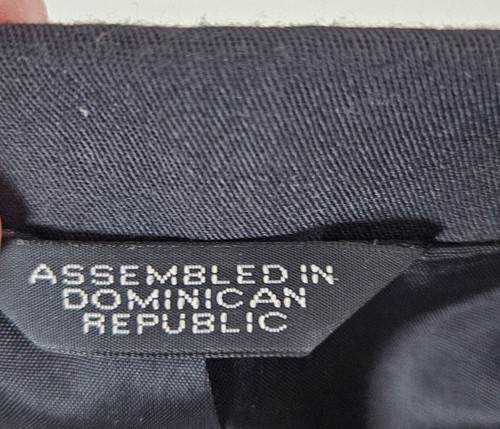 ASSEMBLED IN
DOMINICAN
REPUBLIC